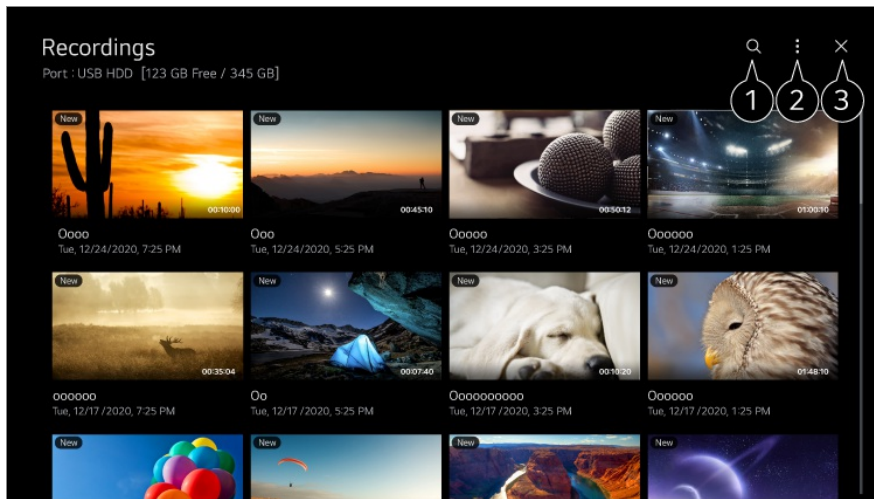 Recordings
Port : USB HDD [123 GB Free / 345 GB]
1 2 3
New New New New
00:10:00 00:45:10 00:50:12 01:00:10
Oooo Ooo Ooooo Oooooo
Tue, 12/24/2020, 7:25 PM Tue, 12/24/2020, 5:25 PM Tue, 12/24/2020, 3:25 PM Tue, 12/24/2020, 1:25 PM
New New New New
00:35:04 00:07:40 00:10:20 01:48:10
oooooo Oo Oooooooooo Oooooo
Tue, 12/17 /2020, 7:25 PM Tue, 12/17 /2020, 5:25 PM Tue, 12/17 /2020, 3:25 PM Tue, 12/17 /2020, 1:25 PM
New New New New